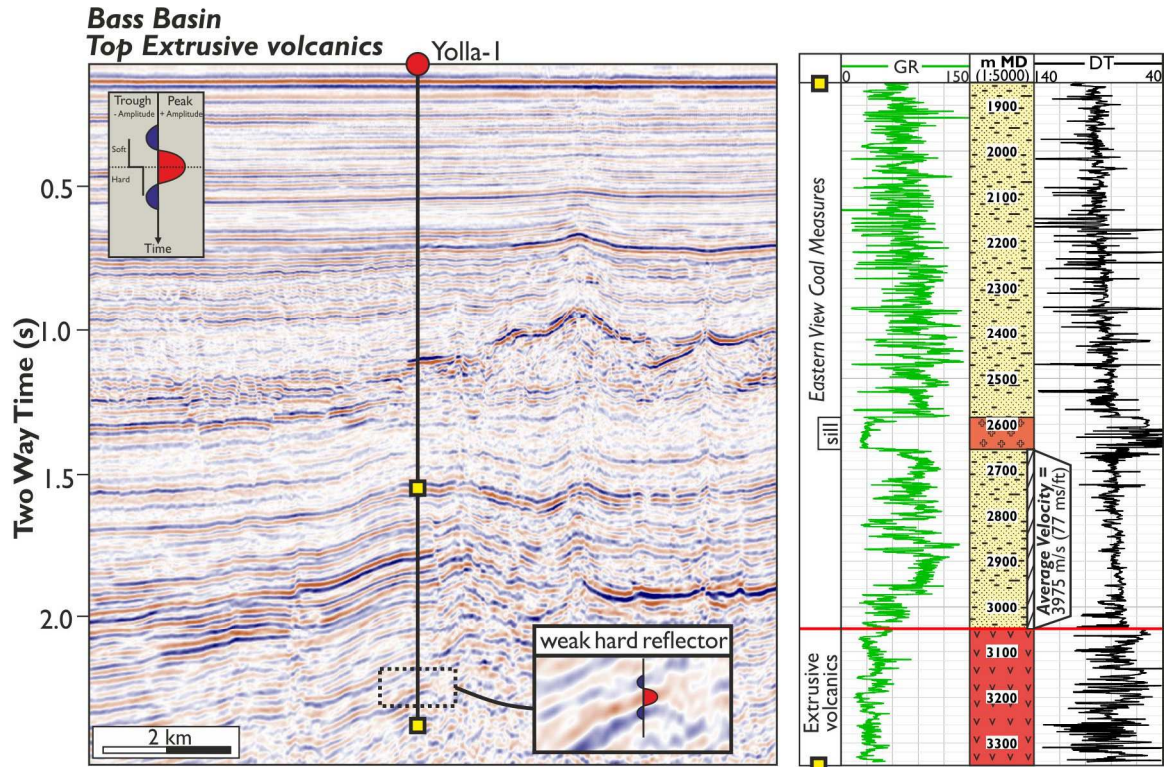 Bass Basin
Top Extrusive volcanics
Yolla-1
Trough
- Amplitude
Peak
+ Amplitude
Soft
Hard
Time
0.5
1.0
1.5
2.0
Two Way Time (s)
2 km
weak hard reflector
GR
0
150
m MD
(1:5000)
DT
140
40
Eastern View Coal Measures
sill
Extrusive
volcanics
1900
2000
2100
2200
2300
2400
2500
2600
2700
2800
2900
3000
3100
3200
3300
Average Velocity =
3975 m/s (77 ms/ft)